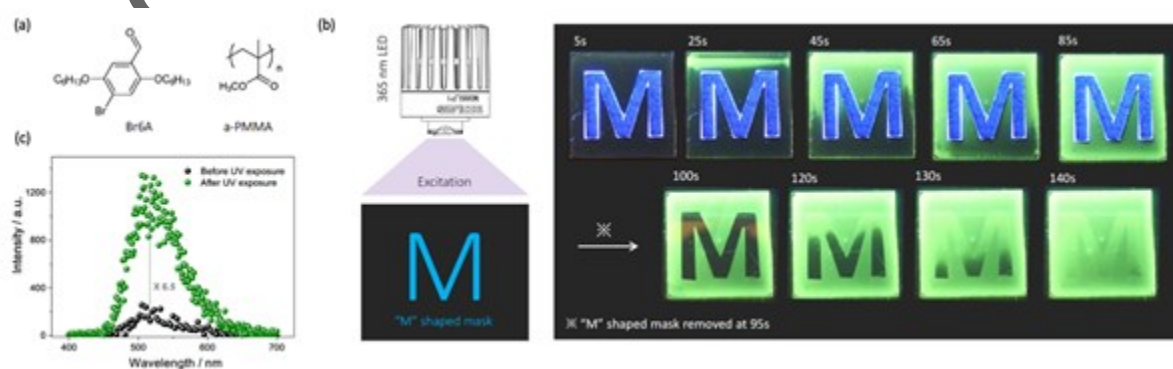 (a)
C₆H₁₃O
O
OC₆H₁₃
Br
Br6A
n
H₃CO
O
a-PMMA
(b)
365 nm LED
Excitation
M
"M" shaped mask
5s
25s
45s
65s
85s
M
M
M
M
M
100s
120s
130s
140s
※
M
M
M
※ "M" shaped mask removed at 95s
(c)
Before UV exposure
After UV exposure
X 6.5
Intensity / a.u.
1200
800
400
0
400
500
600
700
Wavelength / nm